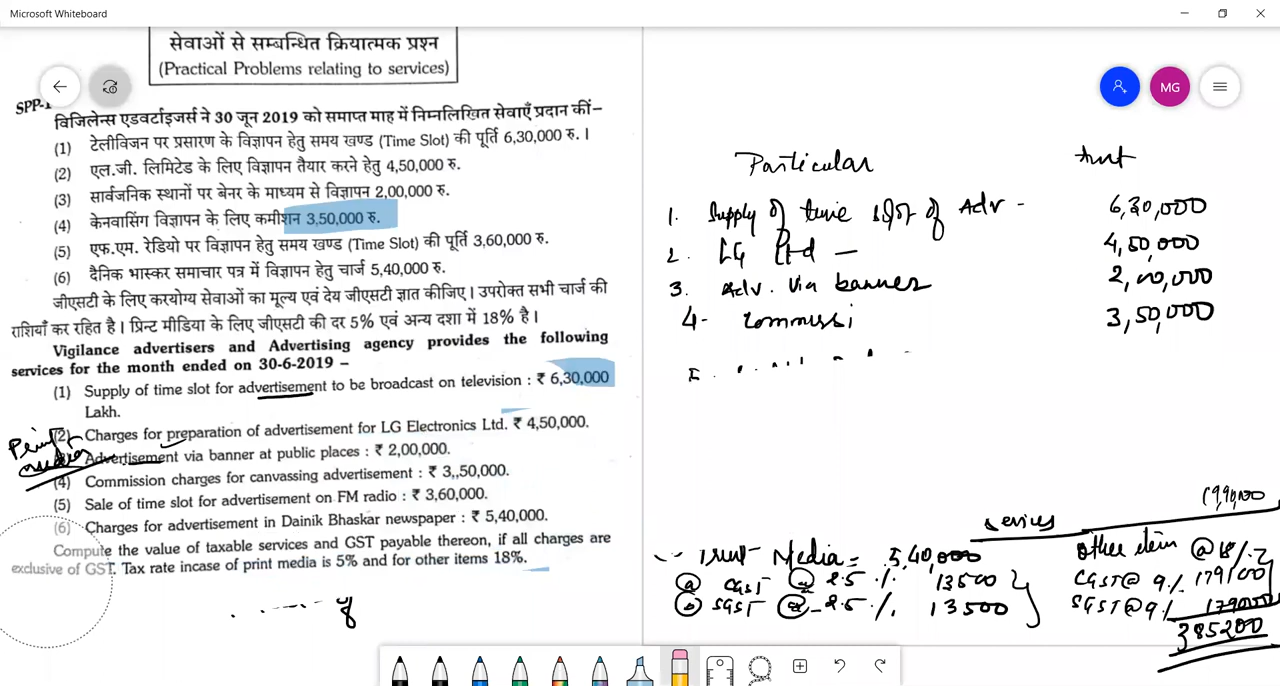 Microsoft Whiteboard
सेवाओं से सम्बन्धित क्रियात्मक प्रश्न
(Practical Problems relating to services)
MG
SPP-1
विजिलेन्स एडवर्टाइजर्स ने 30 जून 2019 को समाप्त माह में निम्नलिखित सेवाएँ प्रदान कीं–
(1) टेलीविजन पर प्रसारण के विज्ञापन हेतु समय खण्ड (Time Slot) की पूर्ति 6,30,000 रु. ।
(2) एल.जी. लिमिटेड के लिए विज्ञापन तैयार करने हेतु 4,50,000 रु.
(3) सार्वजनिक स्थानों पर बेनर के माध्यम से विज्ञापन 2,00,000 रु.
(4) केनवासिंग विज्ञापन के लिए कमीशन 3,50,000 रु.
(5) एफ.एम. रेडियो पर विज्ञापन हेतु समय खण्ड (Time Slot) की पूर्ति 3,60,000 रु.
(6) दैनिक भास्कर समाचार पत्र में विज्ञापन हेतु चार्ज 5,40,000 रु.
जीएसटी के लिए करयोग्य सेवाओं का मूल्य एवं देय जीएसटी ज्ञात कीजिए। उपरोक्त सभी चार्ज की
राशियाँ कर रहित है। प्रिन्ट मीडिया के लिए जीएसटी की दर 5% एवं अन्य दशा में 18% है।
Vigilance advertisers and Advertising agency provides the following
services for the month ended on 30-6-2019 –
(1) Supply of time slot for advertisement to be broadcast on television : ₹ 6,30,000
Lakh.
(2) Charges for preparation of advertisement for LG Electronics Ltd. ₹ 4,50,000.
Advertisement via banner at public places : ₹ 2,00,000.
(4) Commission charges for canvassing advertisement : ₹ 3,,50,000.
(5) Sale of time slot for advertisement on FM radio : ₹ 3,60,000.
(6) Charges for advertisement in Dainik Bhaskar newspaper : ₹ 5,40,000.
Compute the value of taxable services and GST payable thereon, if all charges are
exclusive of GST. Tax rate incase of print media is 5% and for other items 18%.
Print
media
Particular Amt
1. Supply of time slot of Adv - 6,30,000
2. LG Ltd — 4,50,000
3. Adv. via banner 2,00,000
4- Commissi 3,50,000
services
Media = 5,40,000
(a) CGST @ 2.5 % 13500
SGST @ 2.5 % 13500
Other item @ 18%
CGST @ 9% 179100
SGST @ 9%
385200